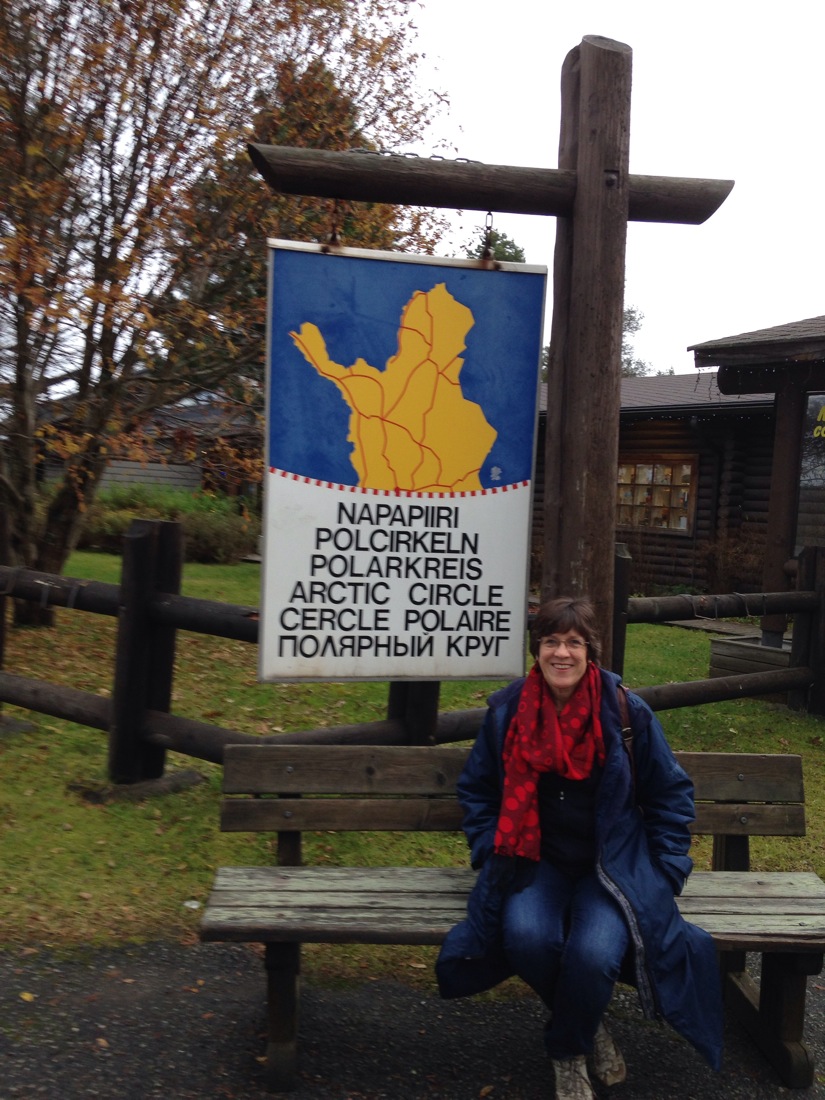 NAPAPIIRI
POLCIRKELN
POLARKREIS
ARCTIC CIRCLE
CERCLE POLAIRE
ПОЛЯРНЫЙ КРУГ